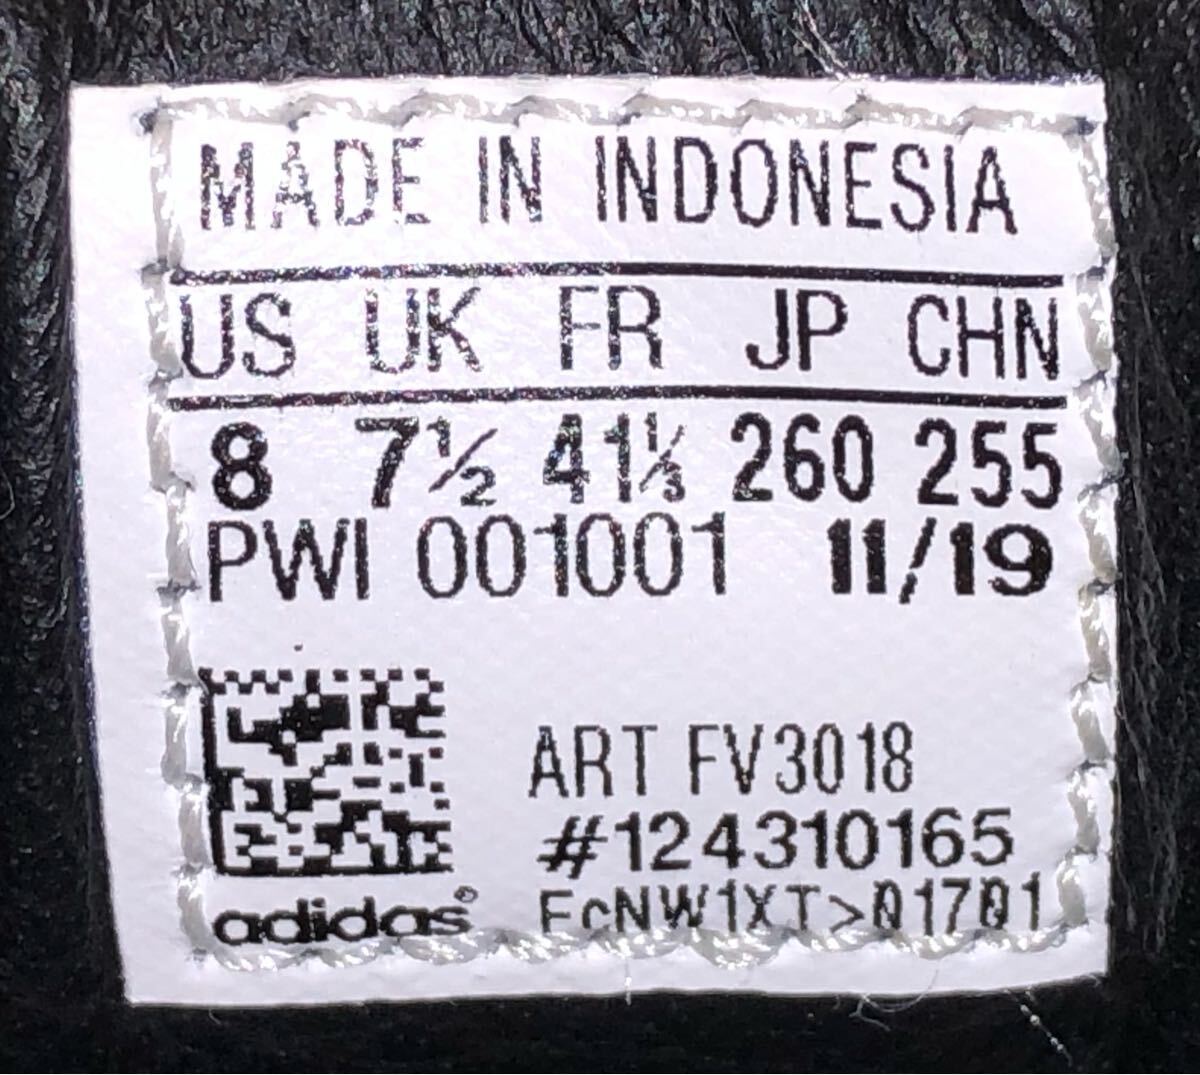 MADE IN INDONESIA
US UK FR JP CHN
8 7½ 41⅓ 260 255
PWI 001001 11/19
ART FV3018
#124310165
adidas® EcNW1XT>01701